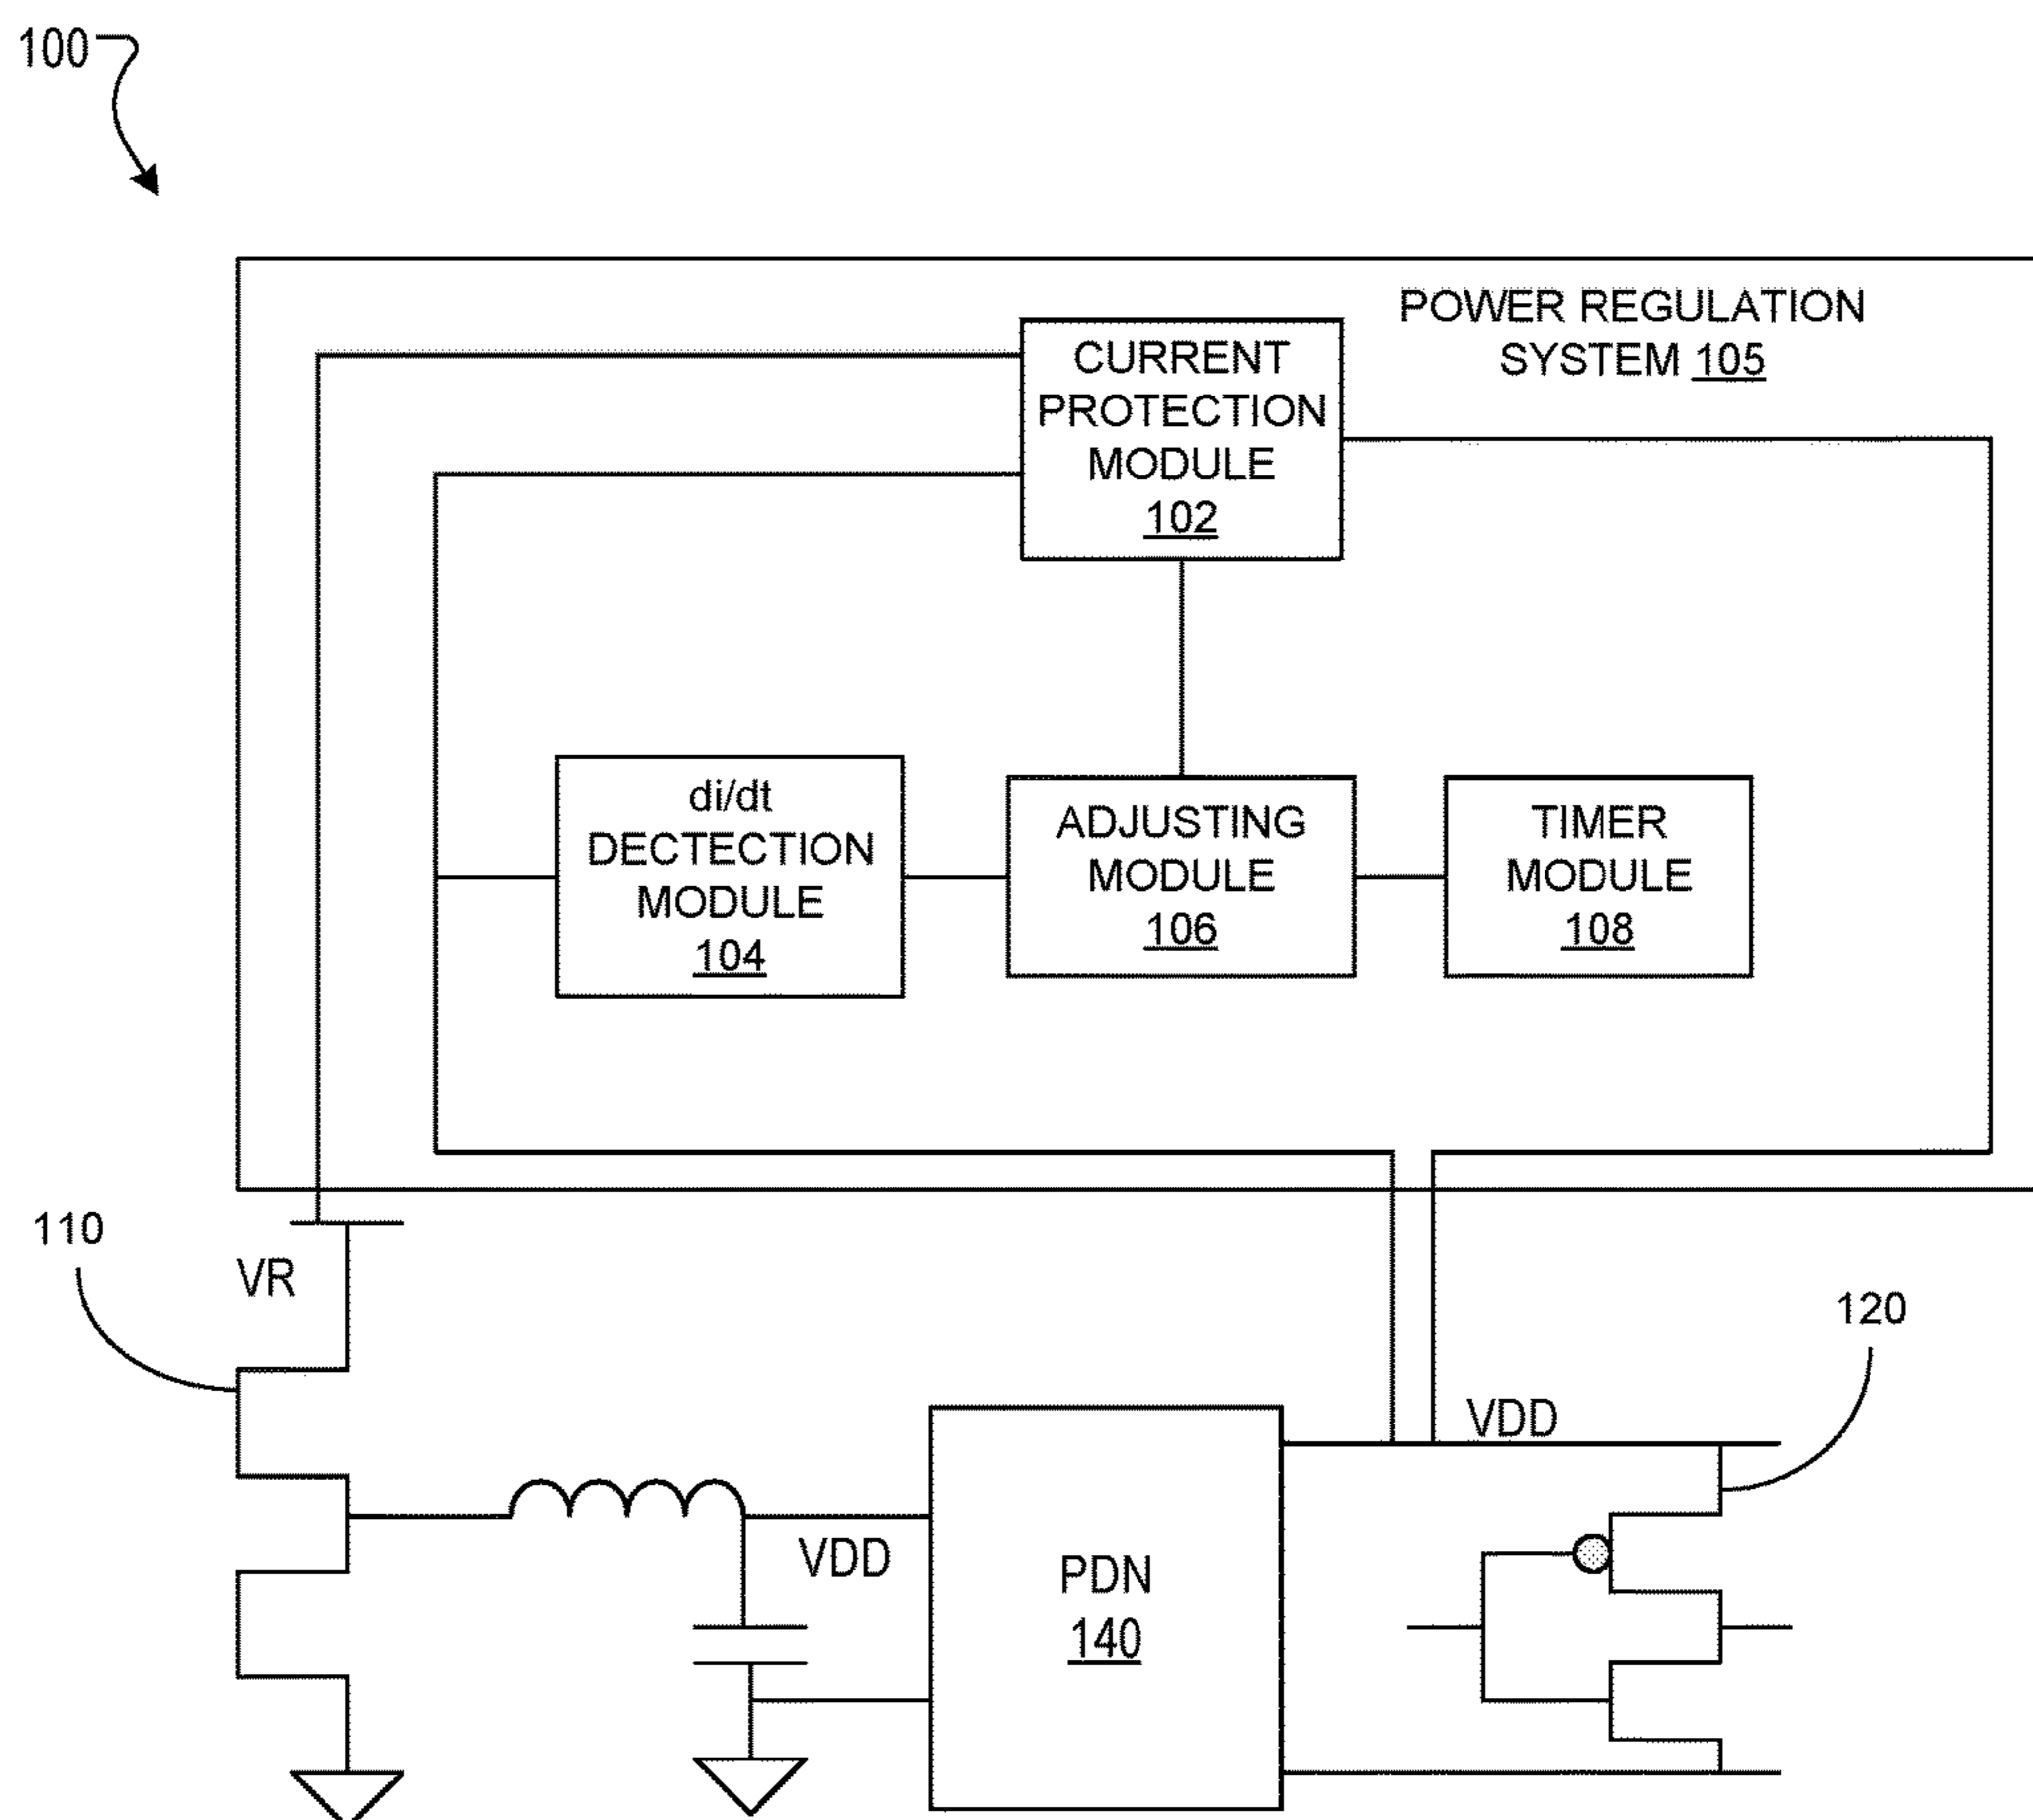 100
POWER REGULATION
SYSTEM 105
CURRENT
PROTECTION
MODULE
102
di/dt
DECTECTION
MODULE
104
ADJUSTING
MODULE
106
TIMER
MODULE
108
110
VR
120
VDD
VDD
PDN
140